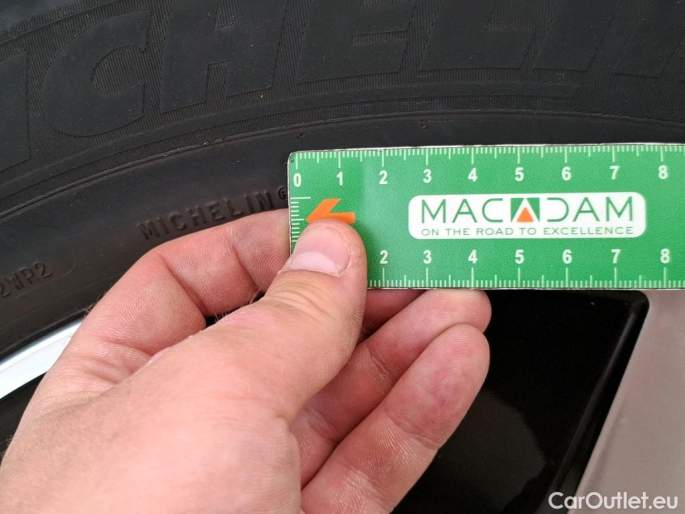 MICHELIN
MICHELIN®
2WP2
0 1 2 3 4 5 6 7 8
MACADAM
ON THE ROAD TO EXCELLENCE
2 3 4 5 6 7 8
CarOutlet.eu